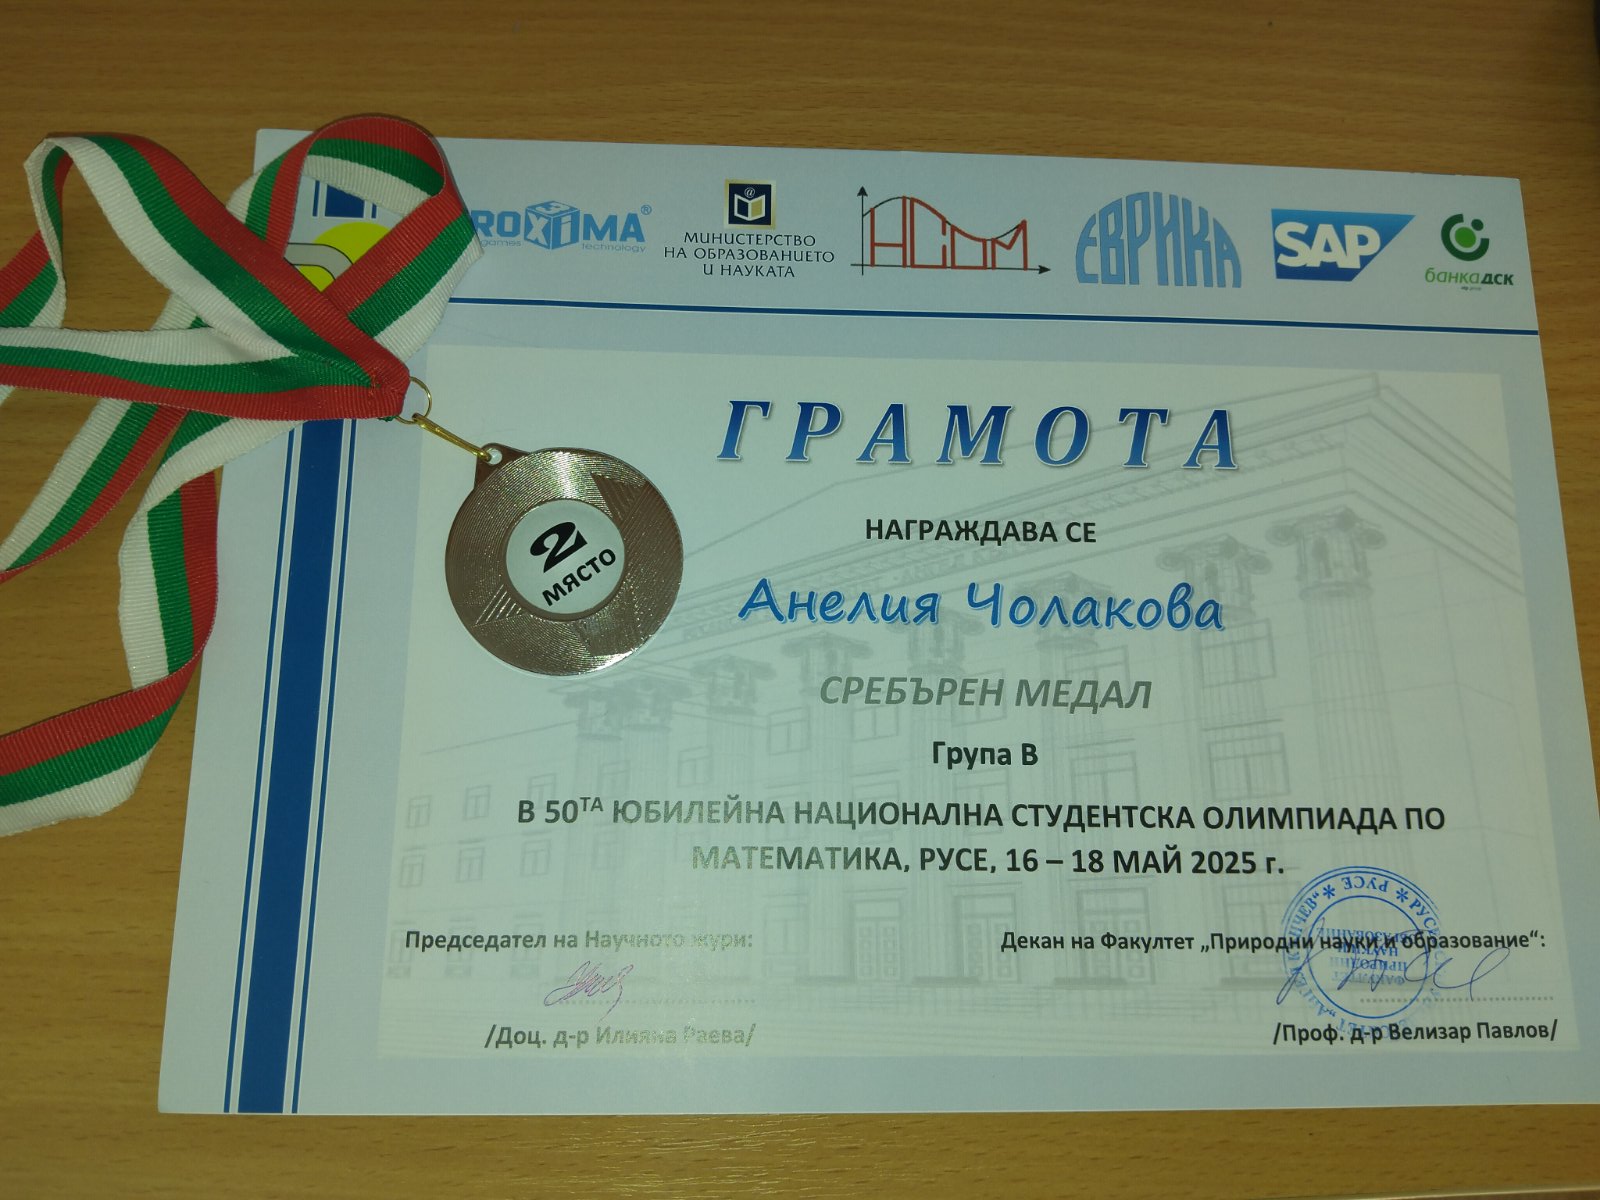 ROXIMA®
games technology
МИНИСТЕРСТВО
НА ОБРАЗОВАНИЕТО
И НАУКАТА
НСОМ
ЕВРИКА
SAP
банкаДСК
ГРАМОТА
НАГРАЖДАВА СЕ
Анелия Чолакова
СРЕБЪРЕН МЕДАЛ
Група В
В 50ТА ЮБИЛЕЙНА НАЦИОНАЛНА СТУДЕНТСКА ОЛИМПИАДА ПО
МАТЕМАТИКА, РУСЕ, 16 – 18 МАЙ 2025 г.
Председател на Научното жури:
/Доц. д-р Илияна Раева/
Декан на Факултет „Природни науки и образование“:
/Проф. д-р Велизар Павлов/
2
МЯСТО